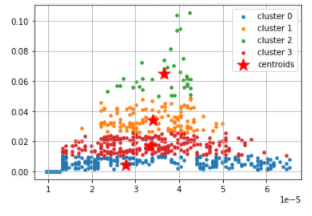 0.10
0.08
0.06
0.04
0.02
0.00
cluster 0
cluster 1
cluster 2
cluster 3
centroids
1 2 3 4 5 6
1e-5